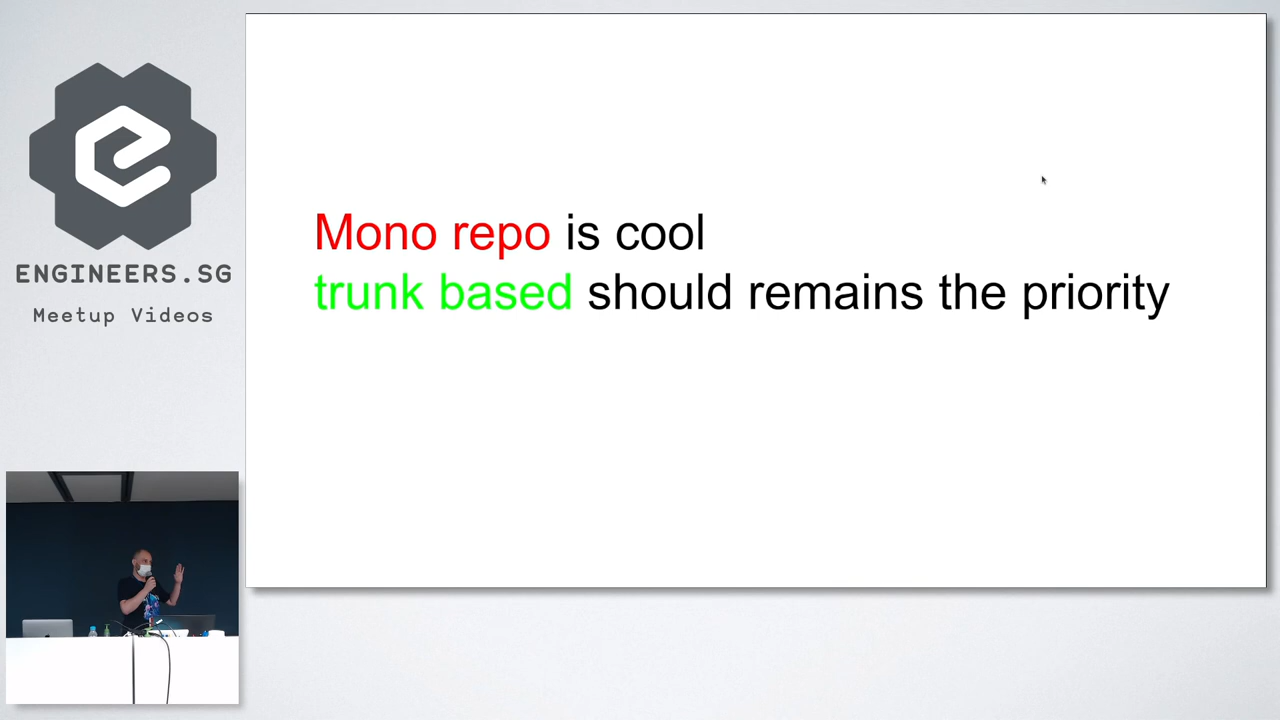 ENGINEERS.SG
Meetup Videos
Mono repo is cool
trunk based should remains the priority